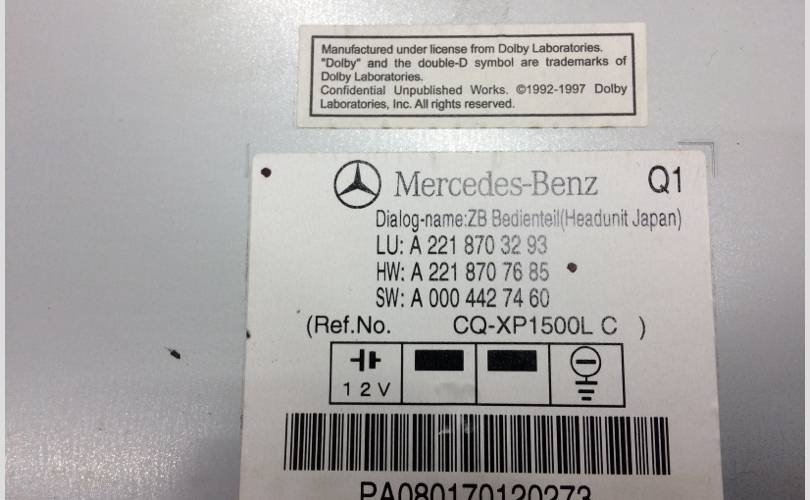 Manufactured under license from Dolby Laboratories.
"Dolby" and the double-D symbol are trademarks of
Dolby Laboratories.
Confidential Unpublished Works. ©1992-1997 Dolby
Laboratories, Inc. All rights reserved.
Mercedes-Benz Q1
Dialog-name:ZB Bedienteil(Headunit Japan)
LU: A 221 870 32 93
HW: A 221 870 76 85
SW: A 000 442 74 60
(Ref.No. CQ-XP1500L C )
12V
PA080170120273